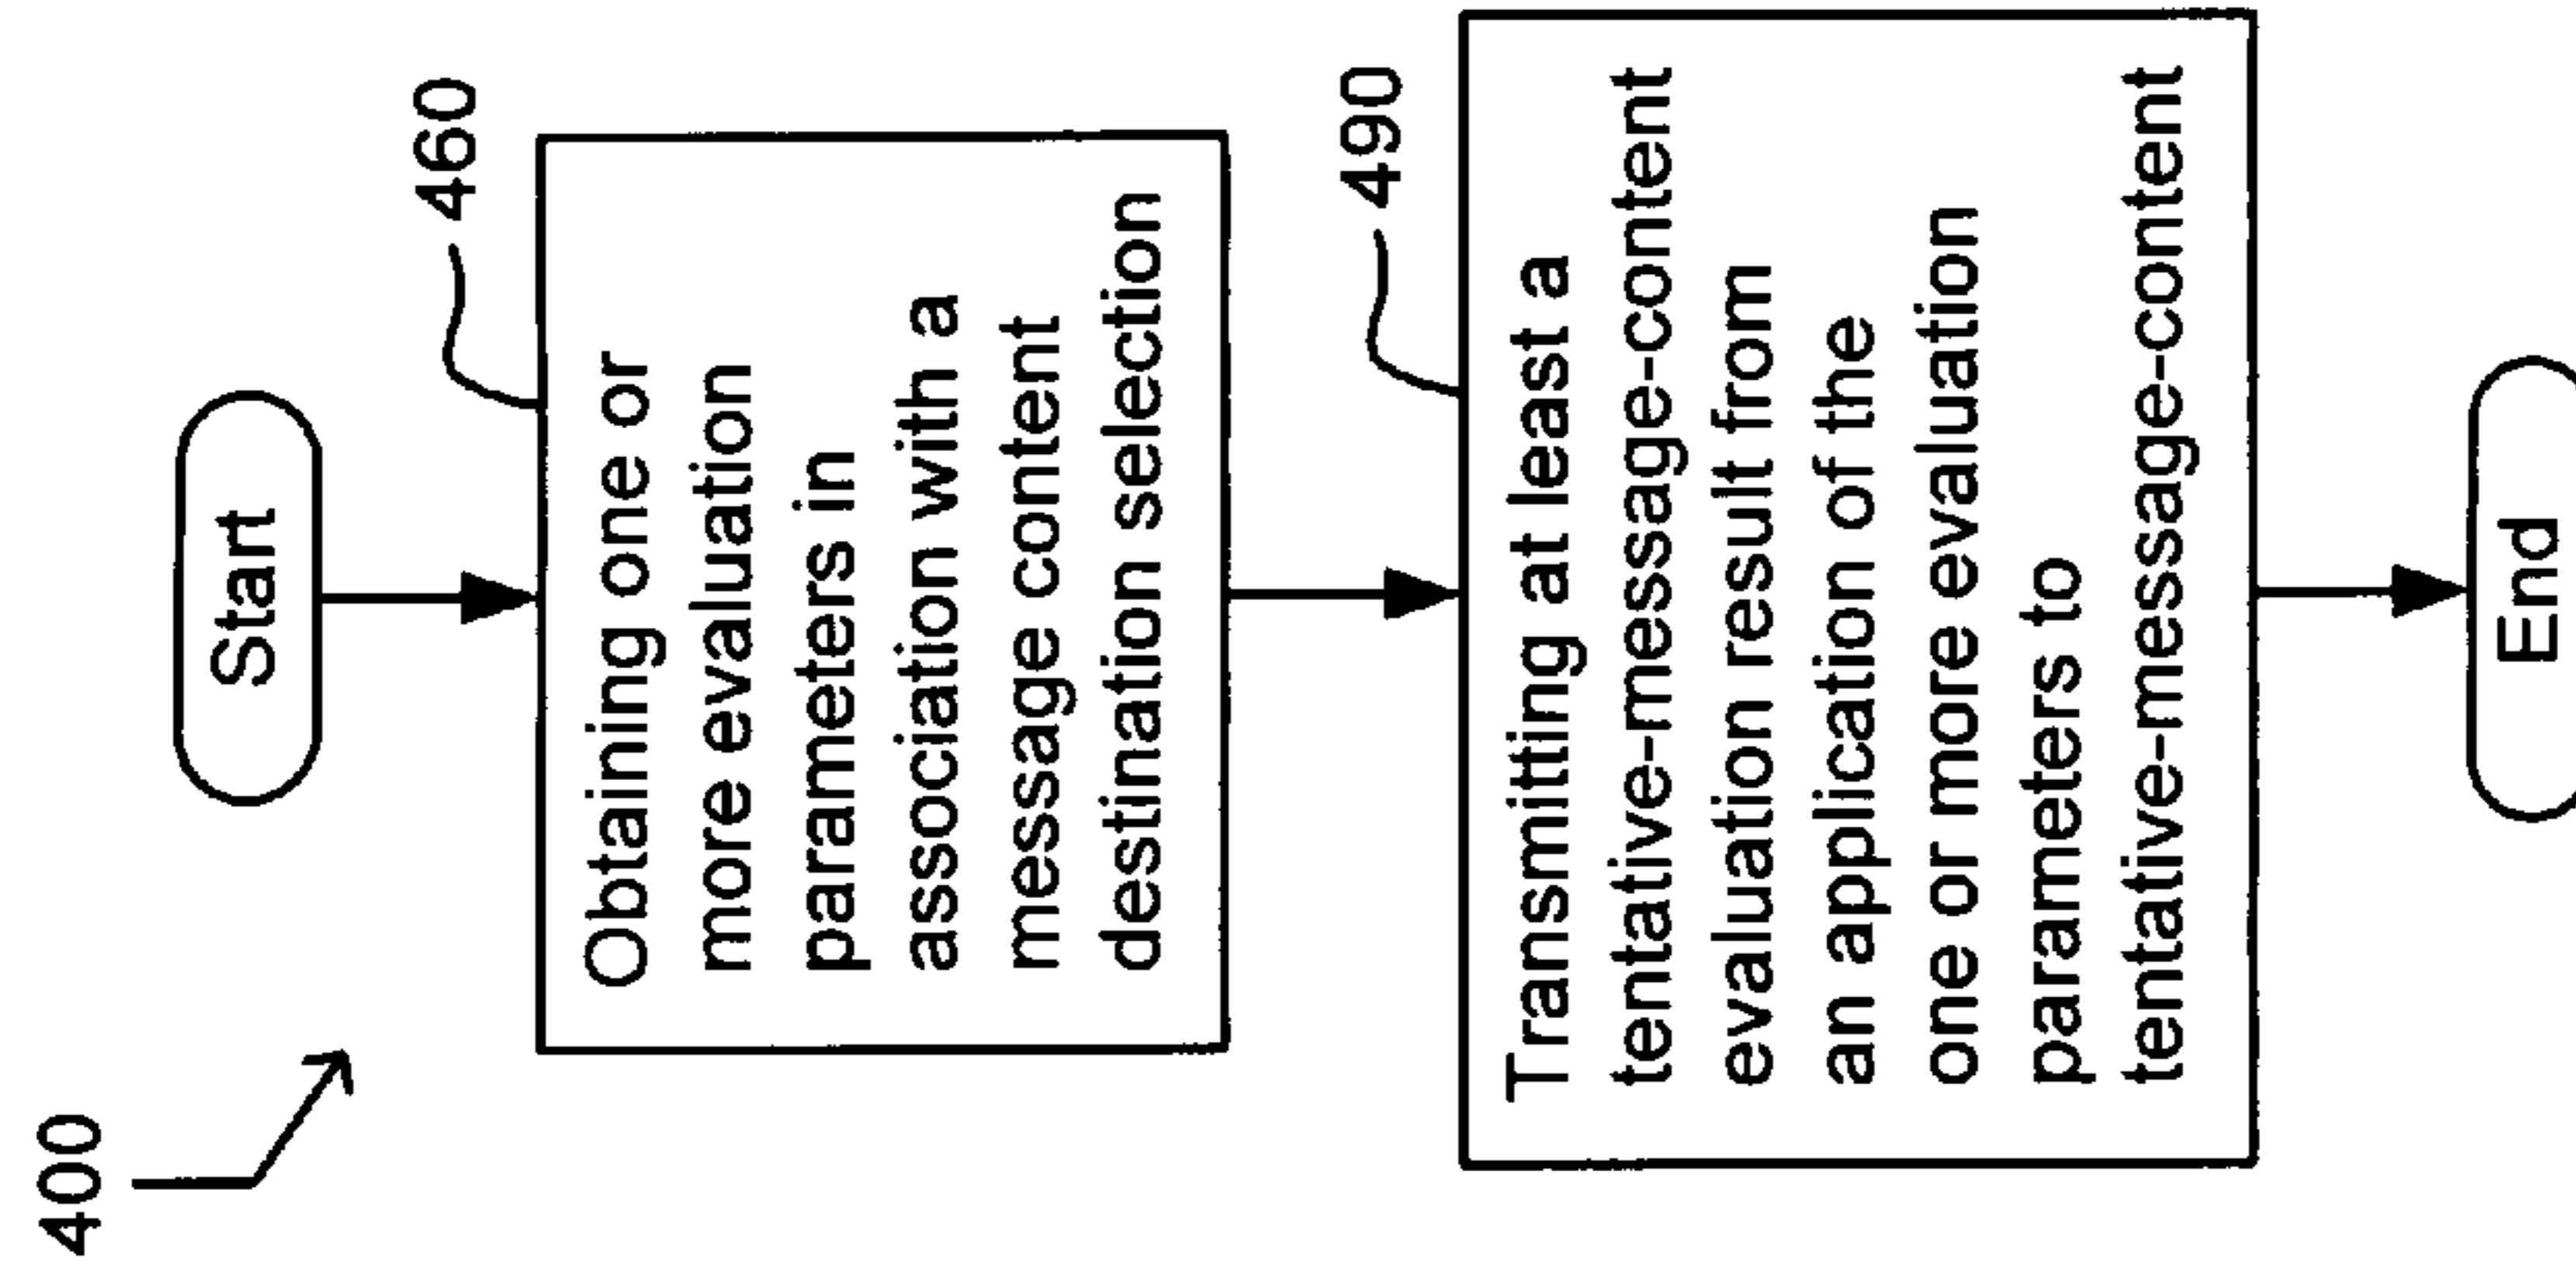 400
Start
460
Obtaining one or
more evaluation
parameters in
association with a
message content
destination selection
490
Transmitting at least a
tentative-message-content
evaluation result from
an application of the
one or more evaluation
parameters to
tentative-message-content
End